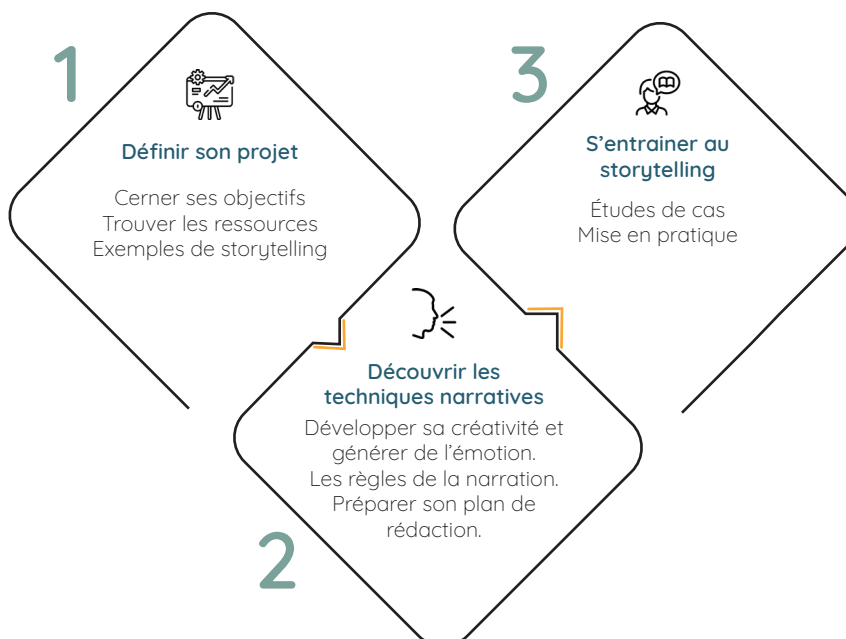 1
Définir son projet
Cerner ses objectifs
Trouver les ressources
Exemples de storytelling
2
Découvrir les
techniques narratives
Développer sa créativité et
générer de l'émotion.
Les règles de la narration.
Préparer son plan de
rédaction.
3
S'entrainer au
storytelling
Études de cas
Mise en pratique